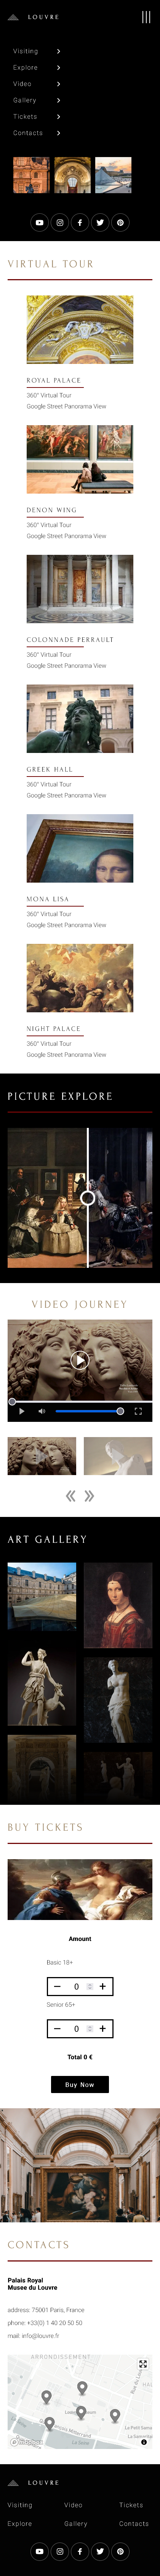 LOUVRE
Visiting
Explore
Video
Gallery
Tickets
Contacts
VIRTUAL TOUR
ROYAL PALACE
360° Virtual Tour
Google Street Panorama View
DENON WING
360° Virtual Tour
Google Street Panorama View
COLONNADE PERRAULT
360° Virtual Tour
Google Street Panorama View
GREEK HALL
360° Virtual Tour
Google Street Panorama View
MONA LISA
360° Virtual Tour
Google Street Panorama View
NIGHT PALACE
360° Virtual Tour
Google Street Panorama View
PICTURE EXPLORE
VIDEO JOURNEY
ART GALLERY
BUY TICKETS
Amount
Basic 18+
− 0 +
Senior 65+
− 0 +
Total 0 €
Buy Now
CONTACTS
Palais Royal
Musee du Louvre
address: 75001 Paris, France
phone: +33(0) 1 40 20 50 50
mail: info@louvre.fr
ARRONDISSEMENT
mapbox
LOUVRE
Visiting Video Tickets
Explore Gallery Contacts